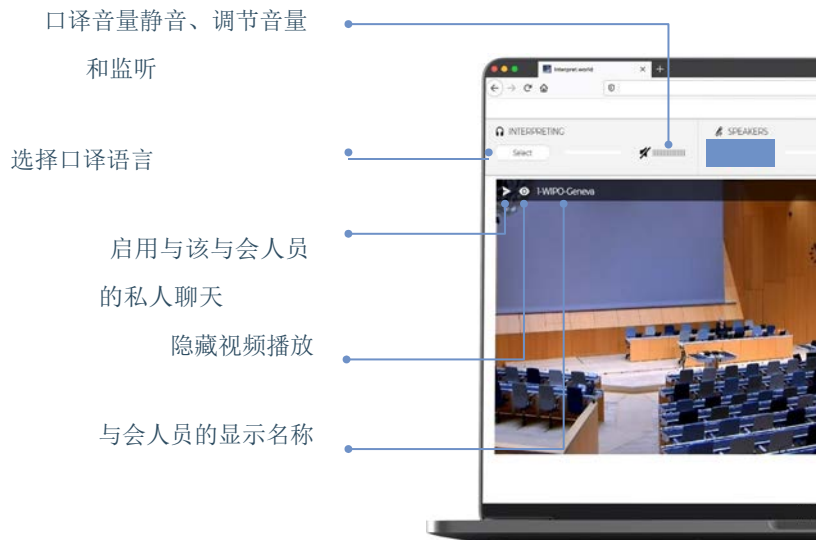 口译音量静音、调节音量
和监听
选择口译语言
启用与该与会人员
的私人聊天
隐藏视频播放
与会人员的显示名称
interpret.world
INTERPRETING
SPEAKERS
Select
1-WIPO-Geneva